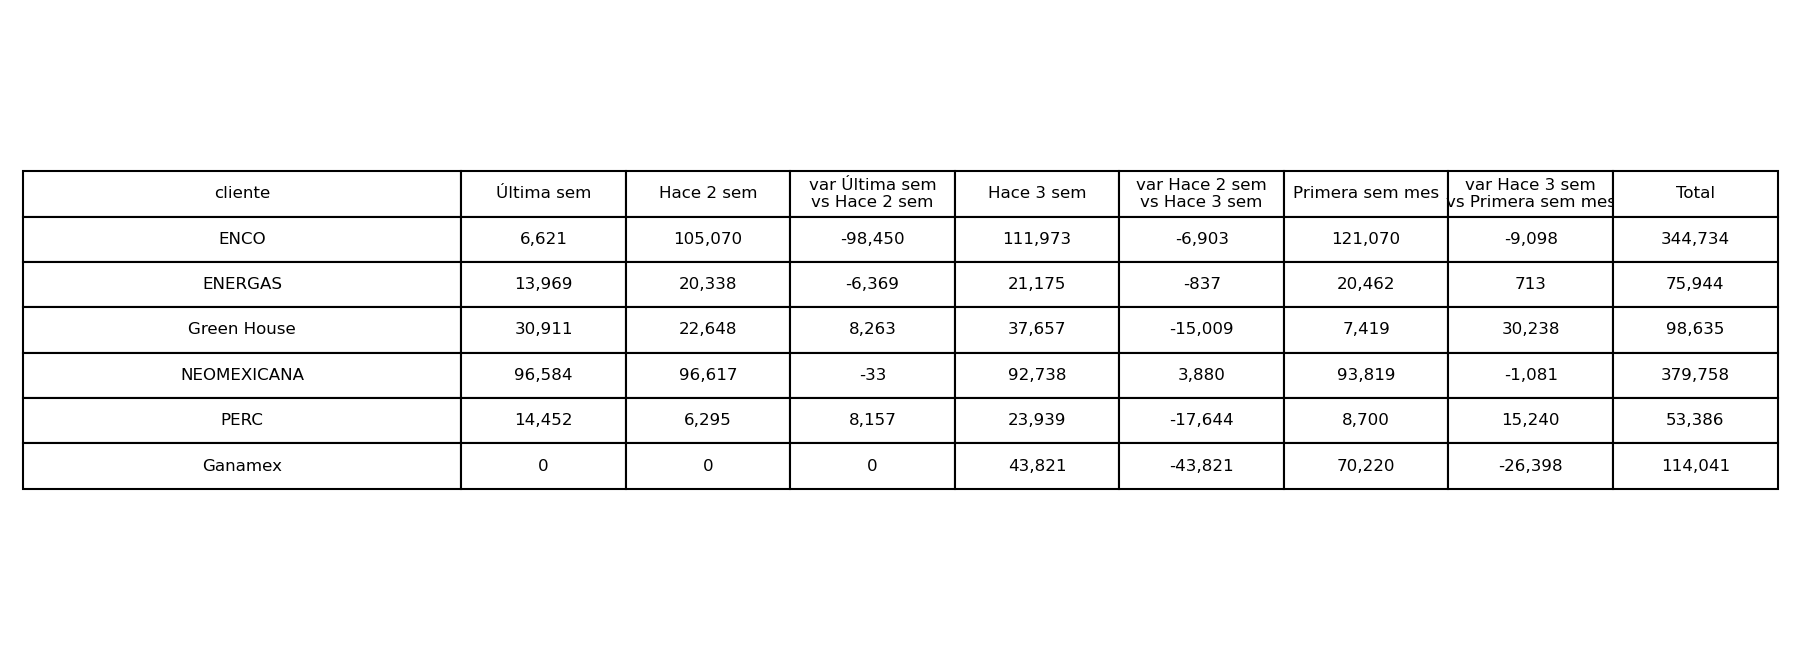 cliente Última sem Hace 2 sem var Última sem vs Hace 2 sem Hace 3 sem var Hace 2 sem vs Hace 3 sem Primera sem mes var Hace 3 sem vs Primera sem mes Total
ENCO 6,621 105,070 -98,450 111,973 -6,903 121,070 -9,098 344,734
ENERGAS 13,969 20,338 -6,369 21,175 -837 20,462 713 75,944
Green House 30,911 22,648 8,263 37,657 -15,009 7,419 30,238 98,635
NEOMEXICANA 96,584 96,617 -33 92,738 3,880 93,819 -1,081 379,758
PERC 14,452 6,295 8,157 23,939 -17,644 8,700 15,240 53,386
Ganamex 0 0 0 43,821 -43,821 70,220 -26,398 114,041